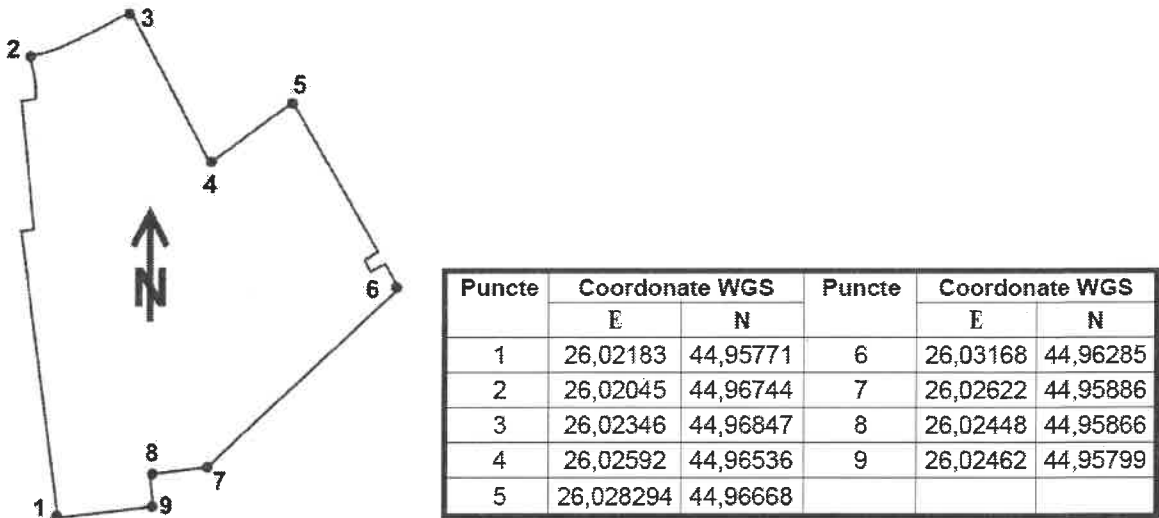 3
2
5
4
N
6
8
7
1
9
Puncte Coordonate WGS Puncte Coordonate WGS
E N E N
1 26,02183 44,95771 6 26,03168 44,96285
2 26,02045 44,96744 7 26,02622 44,95886
3 26,02346 44,96847 8 26,02448 44,95866
4 26,02592 44,96536 9 26,02462 44,95799
5 26,028294 44,96668